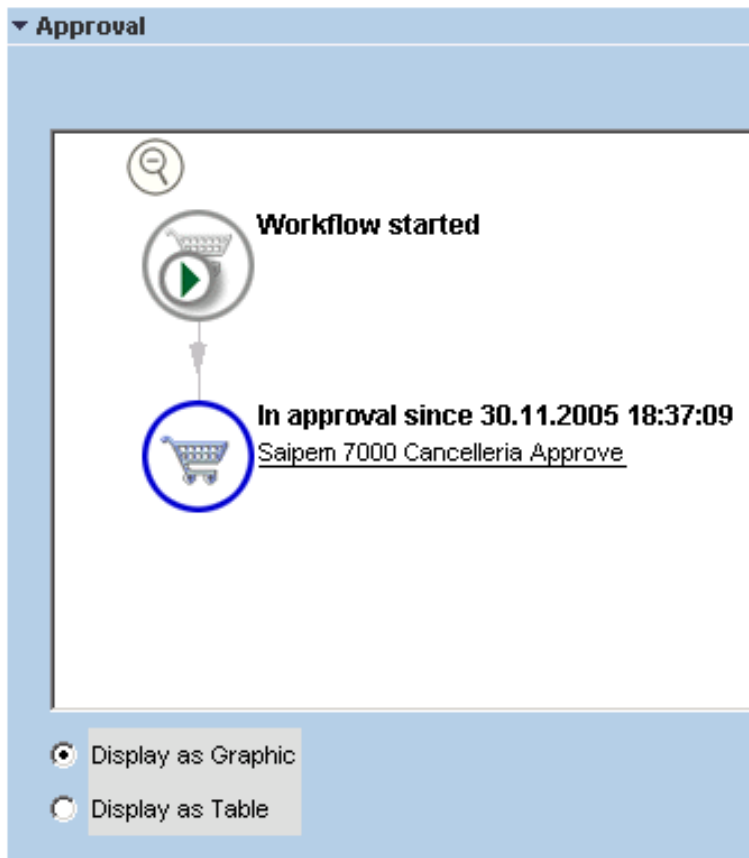 Approval
Workflow started
In approval since 30.11.2005 18:37:09
Saipem 7000 Cancelleria Approve
Display as Graphic
Display as Table